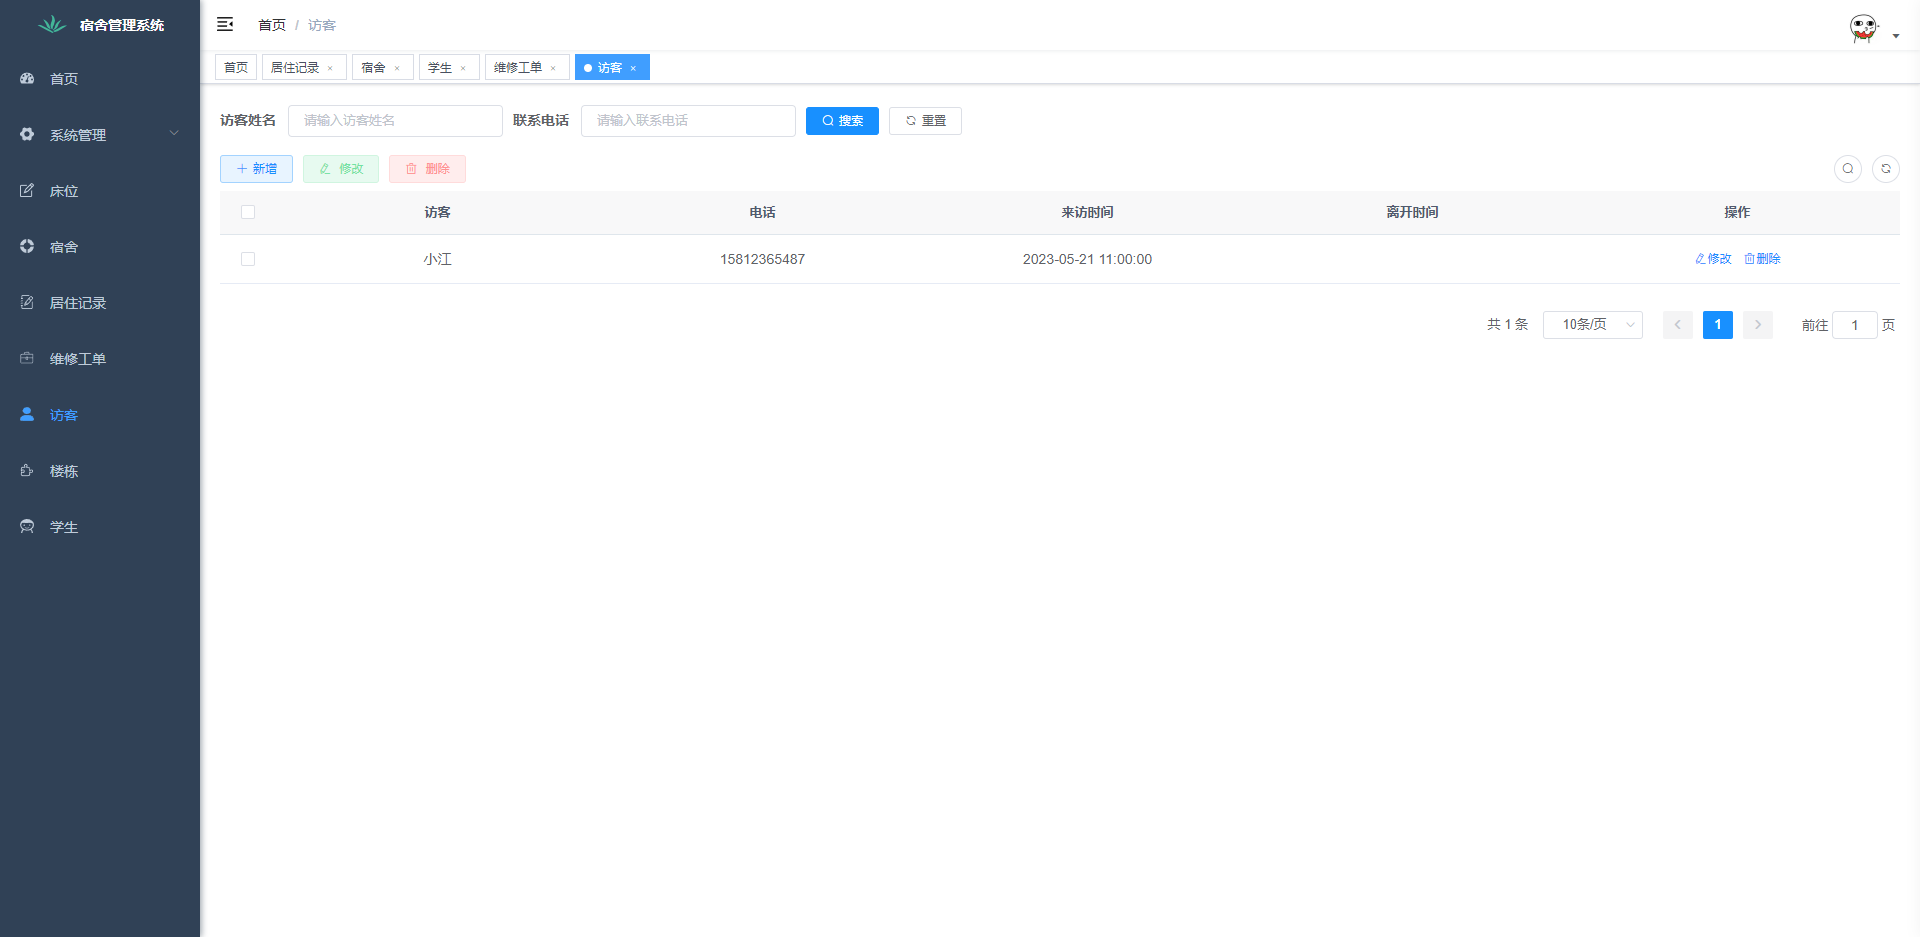 宿舍管理系统
首页
系统管理
床位
宿舍
居住记录
维修工单
访客
楼栋
学生
首页 / 访客
首页 居住记录 × 宿舍 × 学生 × 维修工单 × 访客 ×
访客姓名 请输入访客姓名 联系电话 请输入联系电话 搜索 重置
新增 修改 删除
访客 电话 来访时间 离开时间 操作
小江 15812365487 2023-05-21 11:00:00 修改 删除
共 1 条 10条/页 1 前往 1 页